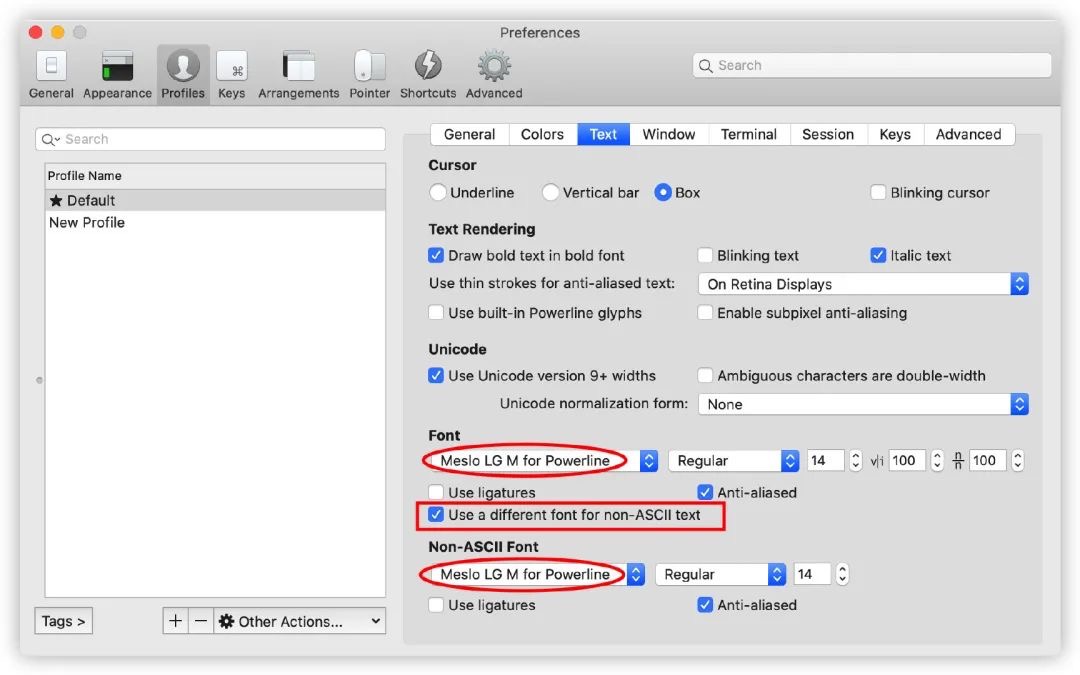 Preferences
General Appearance Profiles Keys Arrangements Pointer Shortcuts Advanced
Search
Search
Profile Name
★ Default
New Profile
Tags >
+ − Other Actions...
General Colors Text Window Terminal Session Keys Advanced
Cursor
Underline Vertical bar Box Blinking cursor
Text Rendering
Draw bold text in bold font Blinking text Italic text
Use thin strokes for anti-aliased text: On Retina Displays
Use built-in Powerline glyphs Enable subpixel anti-aliasing
Unicode
Use Unicode version 9+ widths Ambiguous characters are double-width
Unicode normalization form: None
Font
Meslo LG M for Powerline Regular 14 v|i 100 n/n 100
Use ligatures Anti-aliased
Use a different font for non-ASCII text
Non-ASCII Font
Meslo LG M for Powerline Regular 14
Use ligatures Anti-aliased